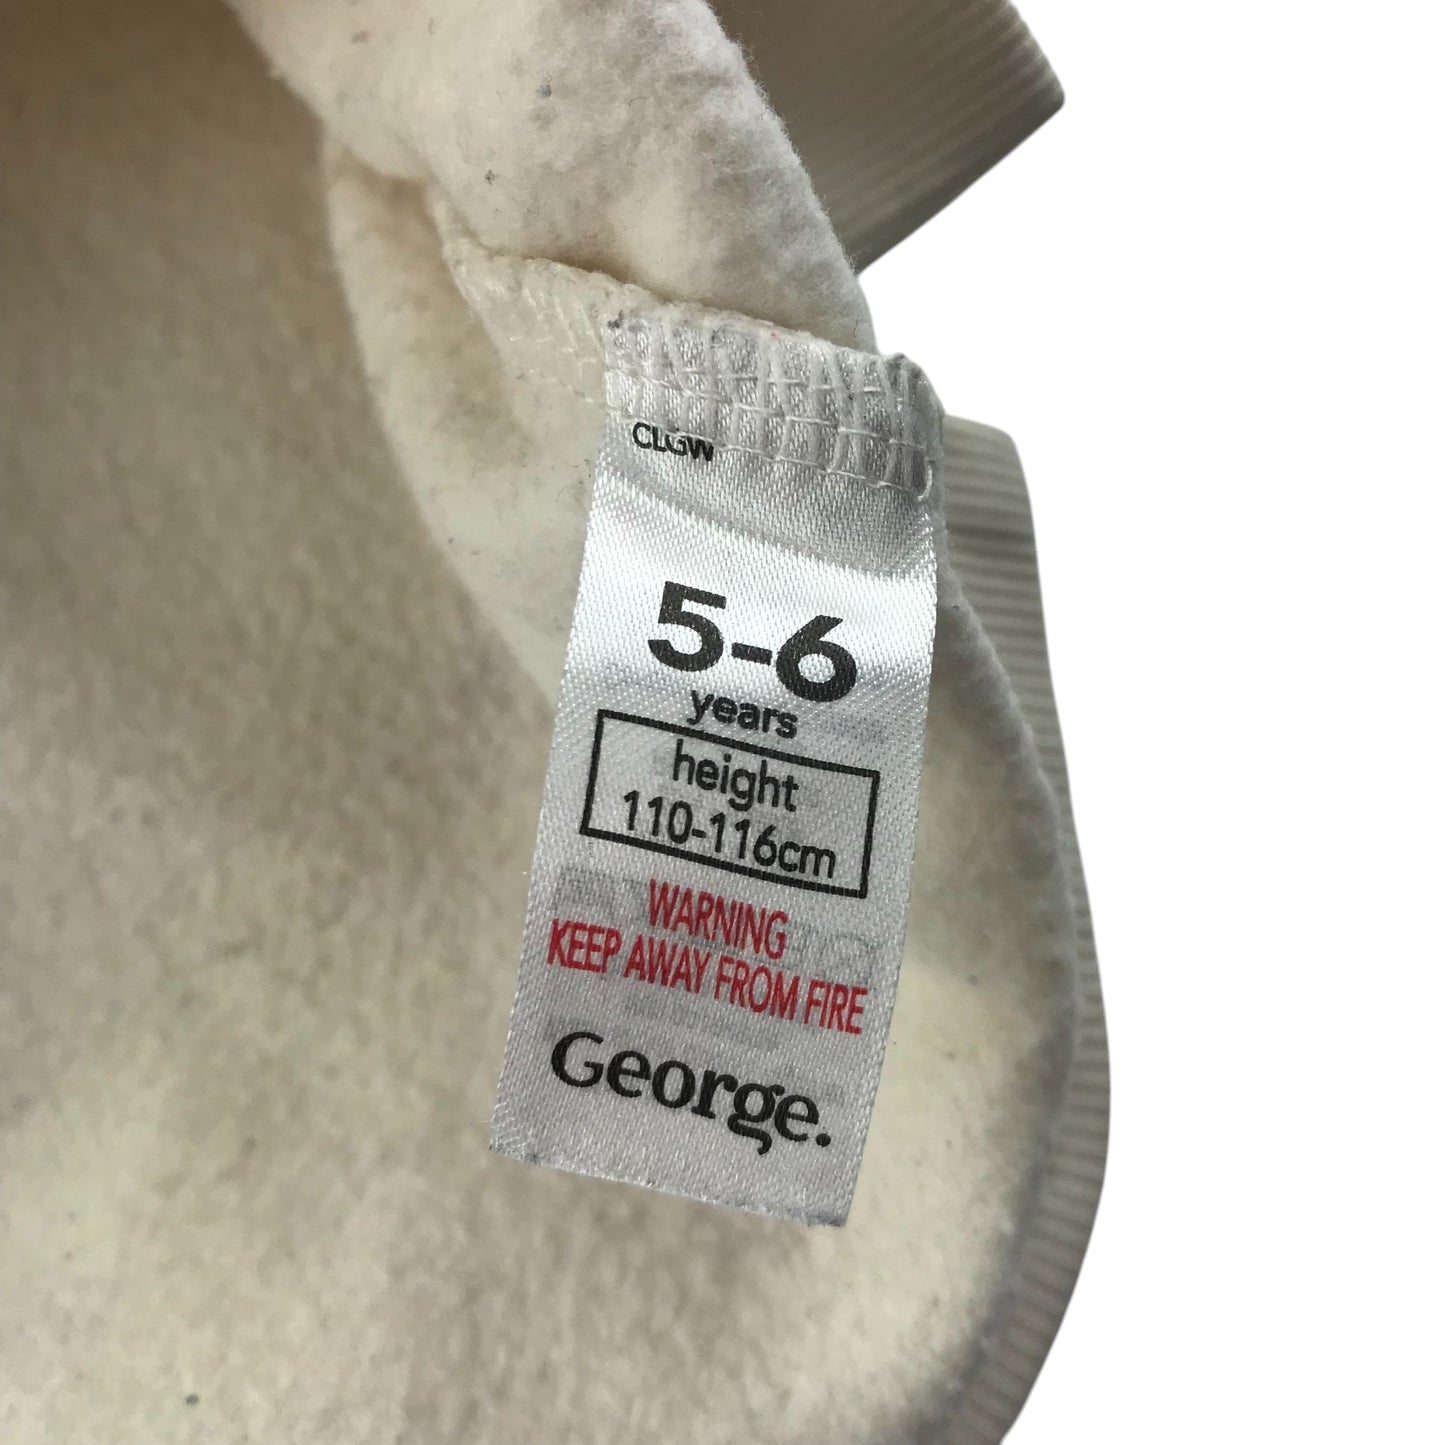 CLGW
5-6
years
height
110-116cm
WARNING
KEEP AWAY FROM FIRE
George.